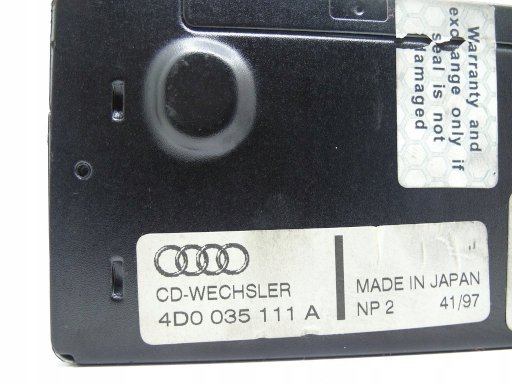 Warranty and
exchange only if
seal is not
damaged
CD-WECHSLER
4D0 035 111 A
MADE IN JAPAN
NP 2 41/97